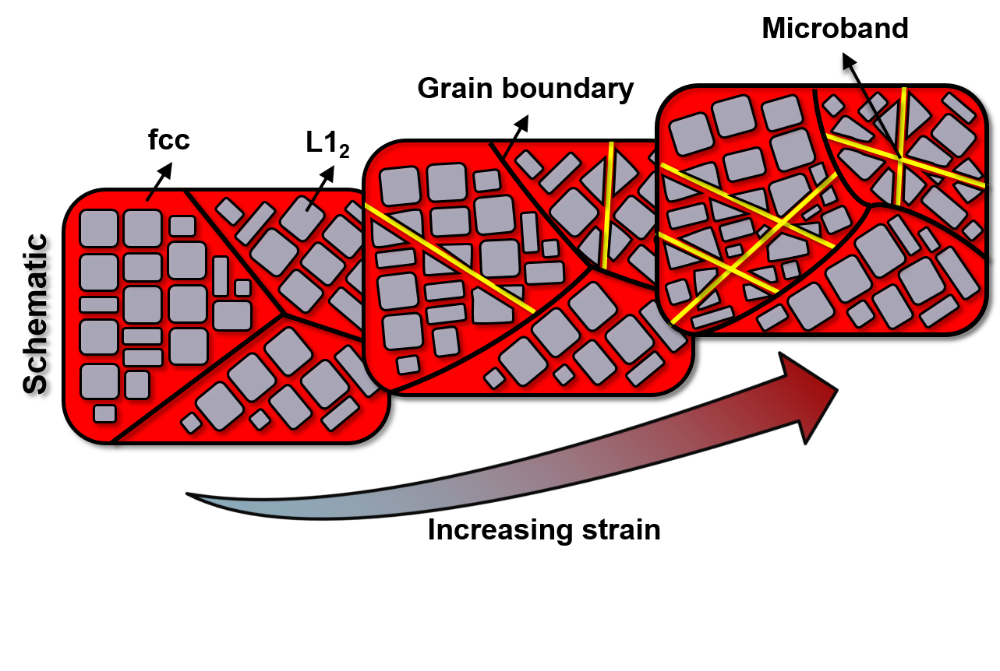 Microband
Grain boundary
fcc
L1₂
Schematic
Increasing strain